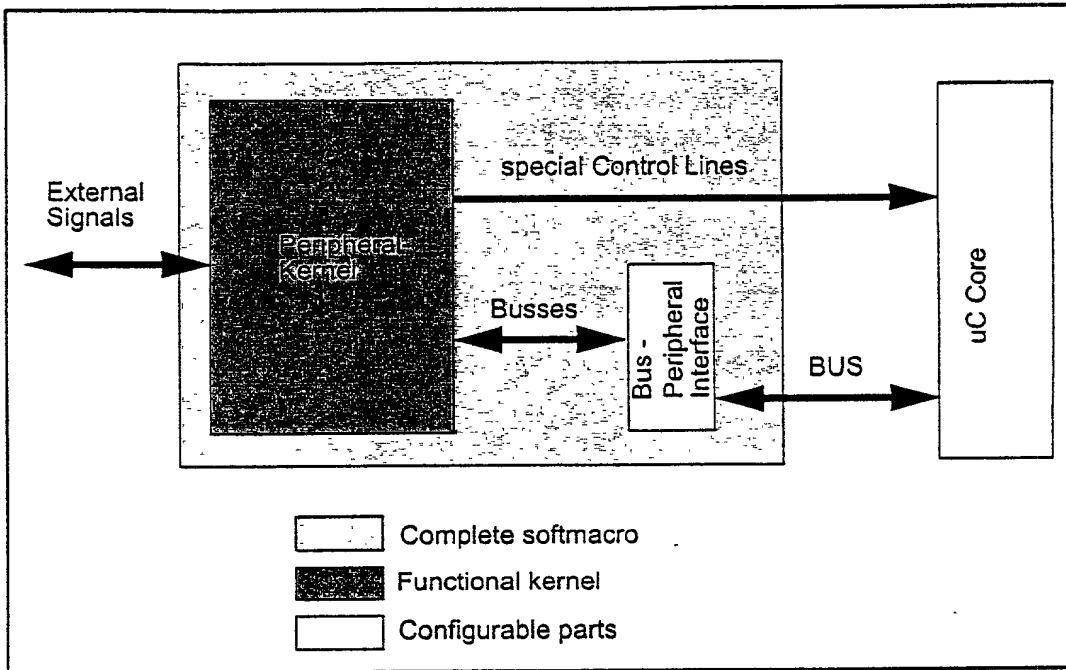 special Control Lines
External
Signals
Peripheral
Kernel
Busses
Bus -
Peripheral
Interface
BUS
uC Core
Complete softmacro
Functional kernel
Configurable parts